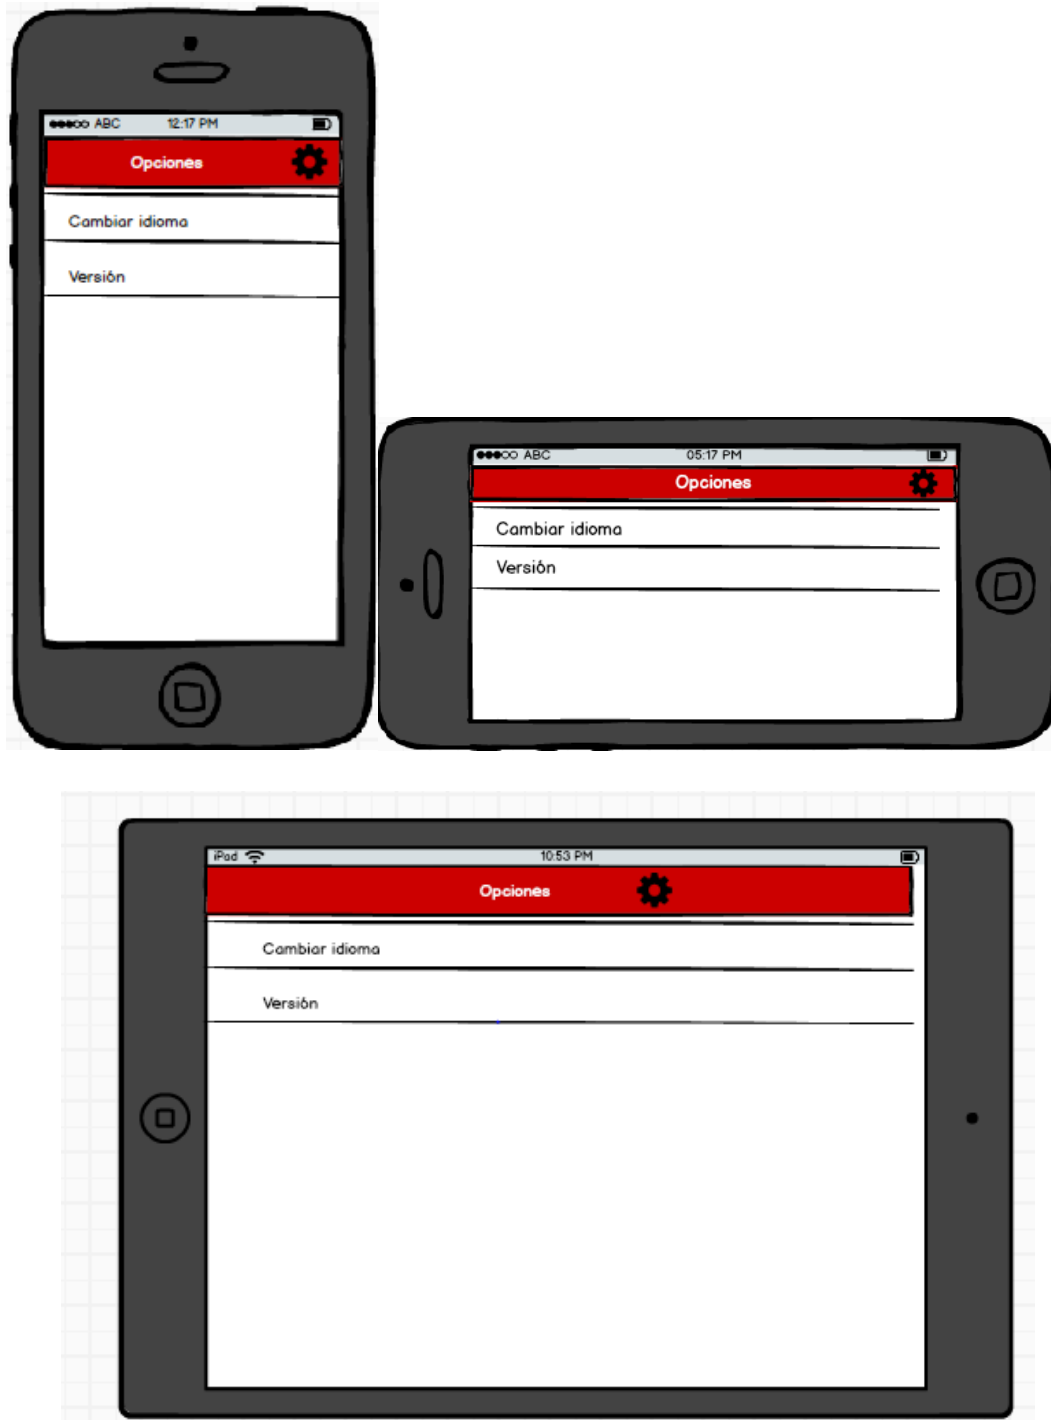 ABC 12:17 PM
Opciones
Cambiar idioma
Versión
ABC 05:17 PM
Opciones
Cambiar idioma
Versión
iPad 10:53 PM
Opciones
Cambiar idioma
Versión